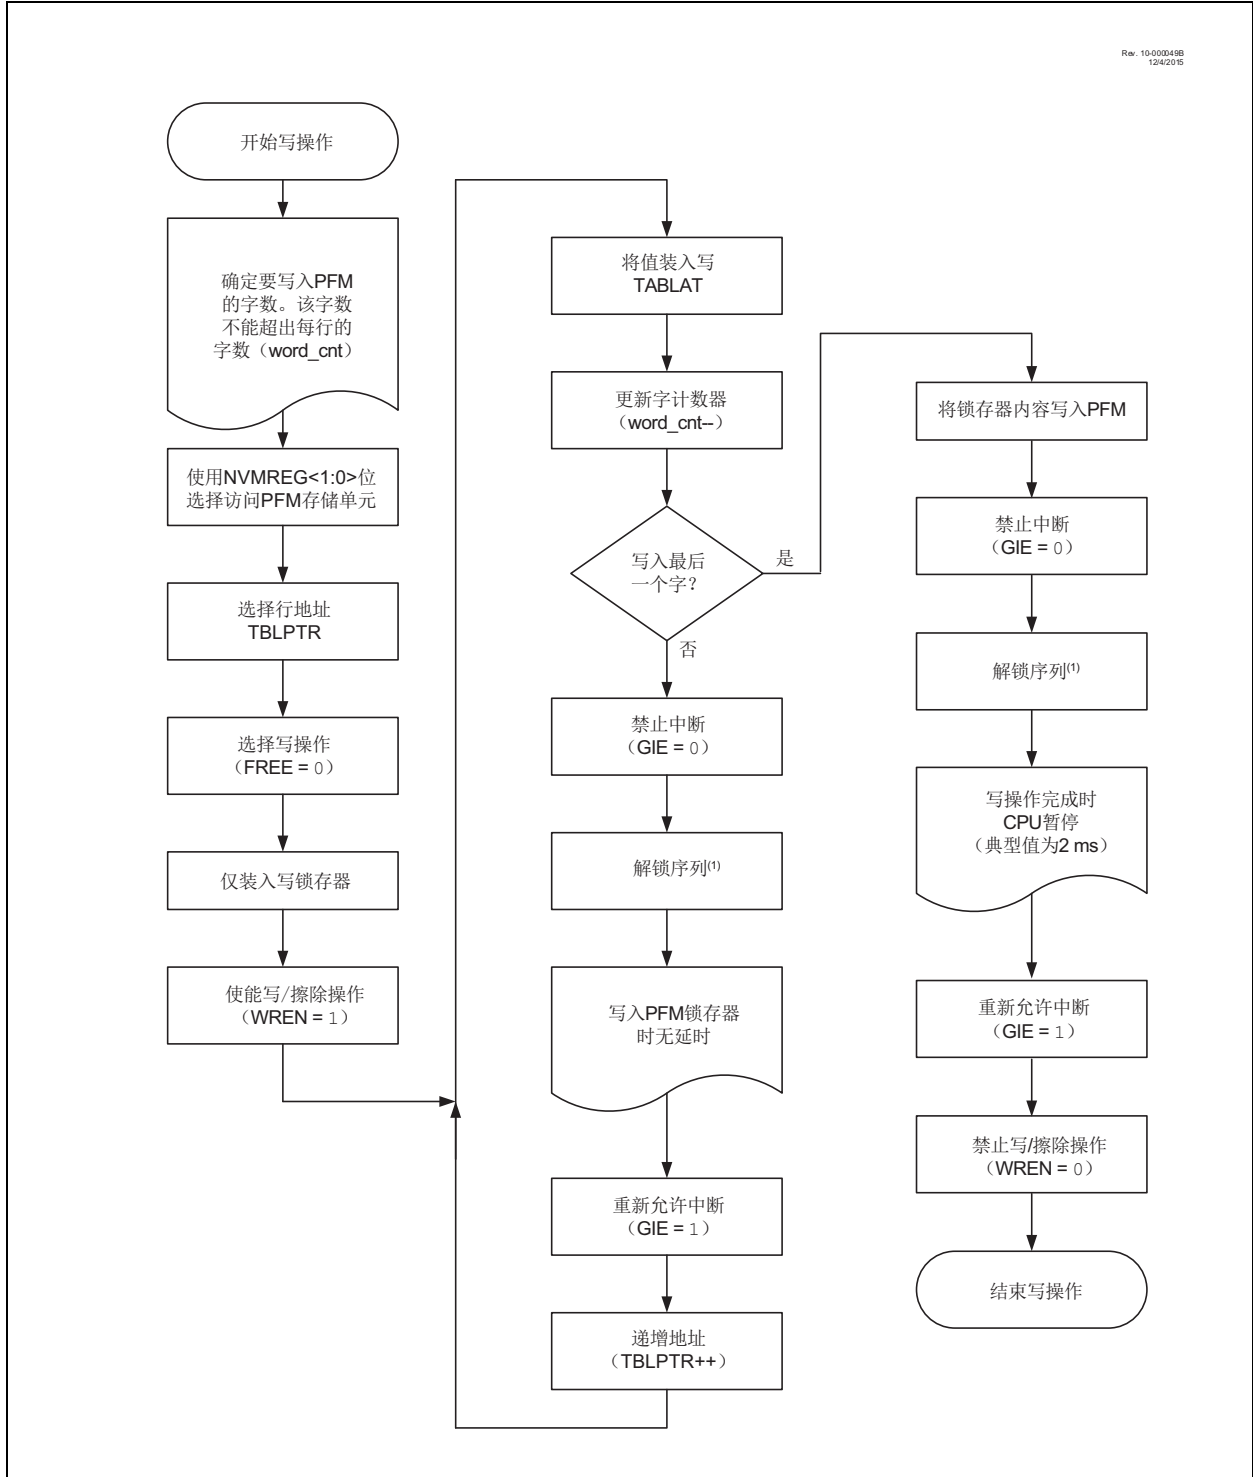 Rev. 10-000049B
12/4/2015
开始写操作
确定要写入PFM
的字数。该字数
不能超出每行的
字数（word_cnt）
使用NVMREG<1:0>位
选择访问PFM存储单元
选择行地址
TBLPTR
选择写操作
（FREE = 0）
仅装入写锁存器
使能写/擦除操作
（WREN = 1）
将值装入写
TABLAT
更新字计数器
（word_cnt--）
写入最后
一个字？
是
否
禁止中断
（GIE = 0）
解锁序列(1)
写入PFM锁存器
时无延时
重新允许中断
（GIE = 1）
递增地址
（TBLPTR++）
将锁存器内容写入PFM
禁止中断
（GIE = 0）
解锁序列(1)
写操作完成时
CPU暂停
（典型值为2 ms）
重新允许中断
（GIE = 1）
禁止写/擦除操作
（WREN = 0）
结束写操作